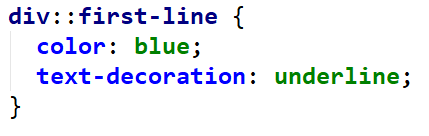 div::first-line {
  color: blue;
  text-decoration: underline;
}